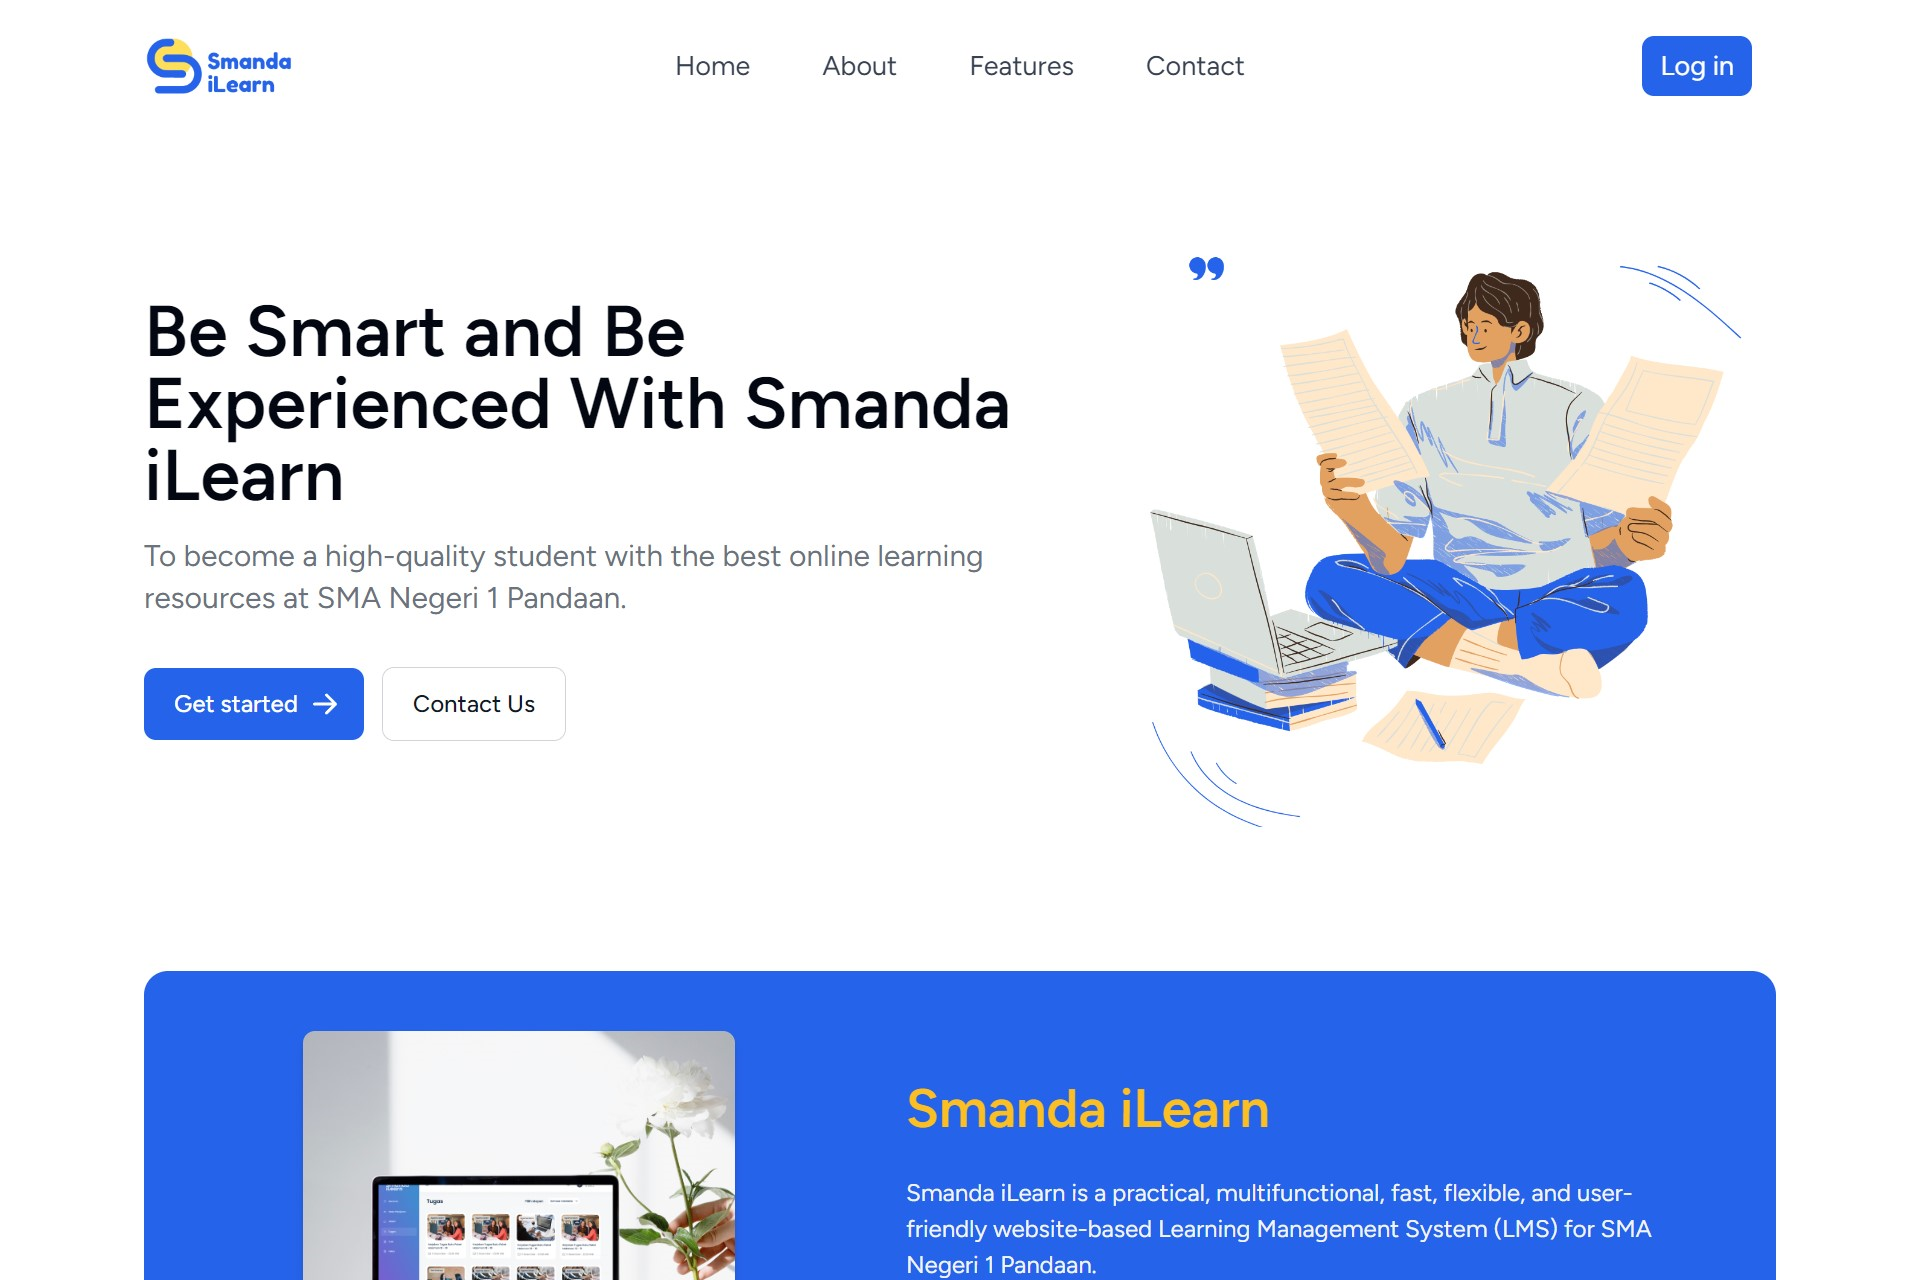 Smanda
iLearn
Home
About
Features
Contact
Log in
Be Smart and Be
Experienced With Smanda
iLearn
To become a high-quality student with the best online learning
resources at SMA Negeri 1 Pandaan.
Get started
Contact Us
Smanda iLearn
Smanda iLearn is a practical, multifunctional, fast, flexible, and user-
friendly website-based Learning Management System (LMS) for SMA
Negeri 1 Pandaan.
Tugas